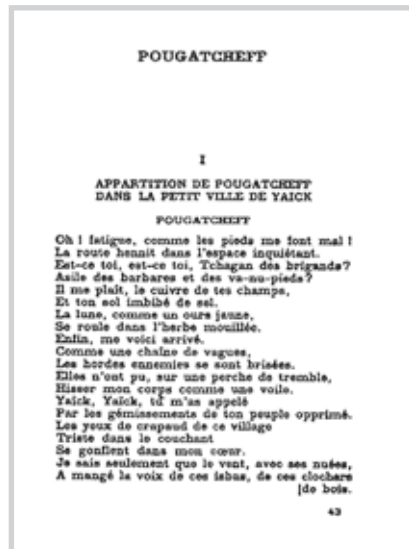 POUGATCHEFF
I
APPARTITION DE POUGATCHEFF
DANS LA PETIT VILLE DE YAICK
POUGATCHEFF
Oh ! fatigue, comme les pieds me font mal !
La route hennit dans l'espace inquiétant.
Est-ce toi, est-ce toi, Tchagan des brigands?
Asile des barbares et des va-nu-pieds?
Il me plaît, le cuivre de tes champs,
Et ton sol imbibé de sel.
La lune, comme un ours jaune,
Se roule dans l'herbe mouillée.
Enfin, me voici arrivé.
Comme une chaîne de vagues,
Les hordes ennemies se sont brisées.
Elles n'ont pu, sur une perche de tremble,
Hisser mon corps comme une voile.
Yaïck, Yaïck, tu m'as appelé
Par les gémissements de ton peuple opprimé.
Les yeux de crapaud de ce village
Triste dans le couchant
Se gonflent dans mon cœur.
Je sais seulement que le vent, avec ses nuées,
A mangé la voix de ces isbas, de ces clochers
[de bois.
43